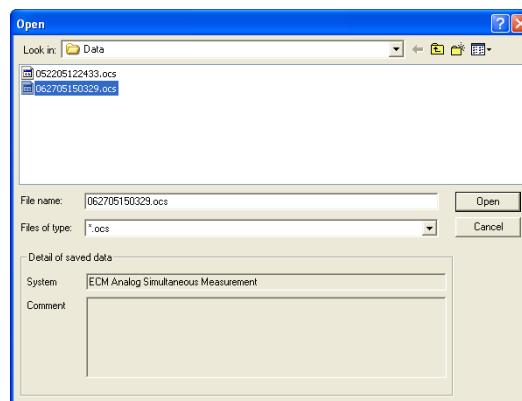 Open
Look in: Data
052205122433.ocs
062705150329.ocs
File name: 062705150329.ocs Open
Files of type: *.ocs Cancel
Detail of saved data
System ECM Analog Simultaneous Measurement
Comment